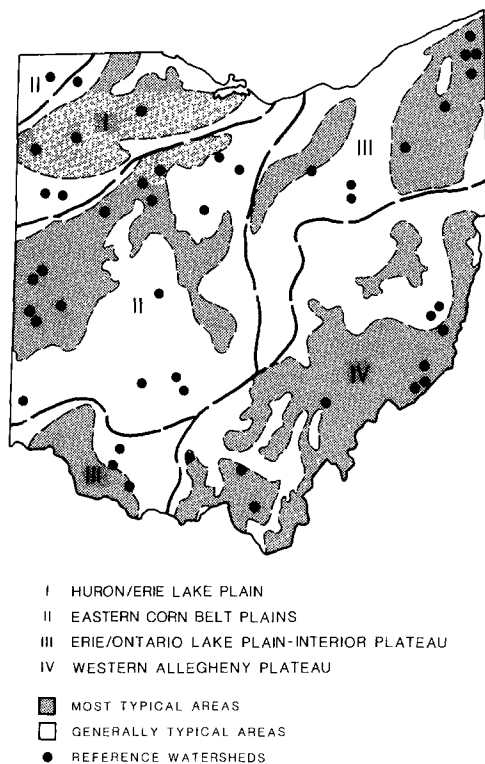 II
I
III
II
IV
III
I HURON/ERIE LAKE PLAIN
II EASTERN CORN BELT PLAINS
III ERIE/ONTARIO LAKE PLAIN-INTERIOR PLATEAU
IV WESTERN ALLEGHENY PLATEAU
MOST TYPICAL AREAS
GENERALLY TYPICAL AREAS
REFERENCE WATERSHEDS